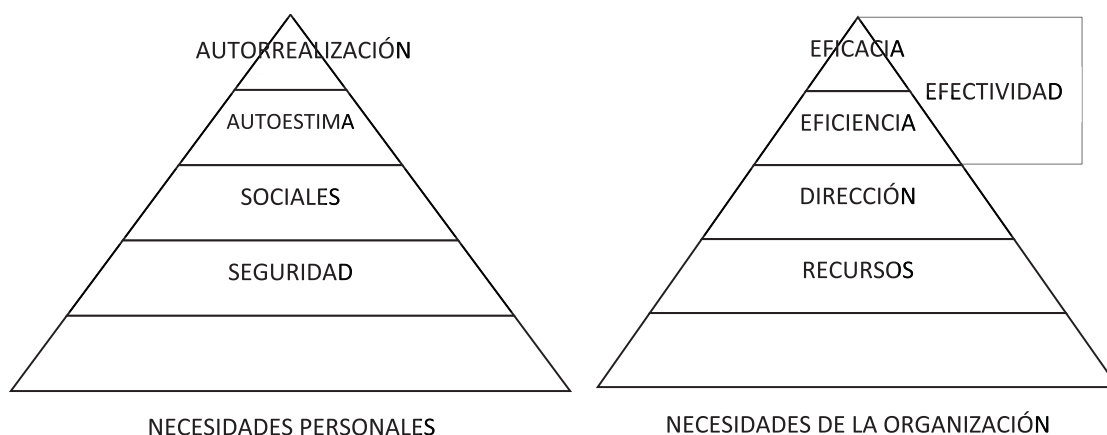 AUTORREALIZACIÓN
AUTOESTIMA
SOCIALES
SEGURIDAD
NECESIDADES PERSONALES
EFICACIA
EFECTIVIDAD
EFICIENCIA
DIRECCIÓN
RECURSOS
NECESIDADES DE LA ORGANIZACIÓN